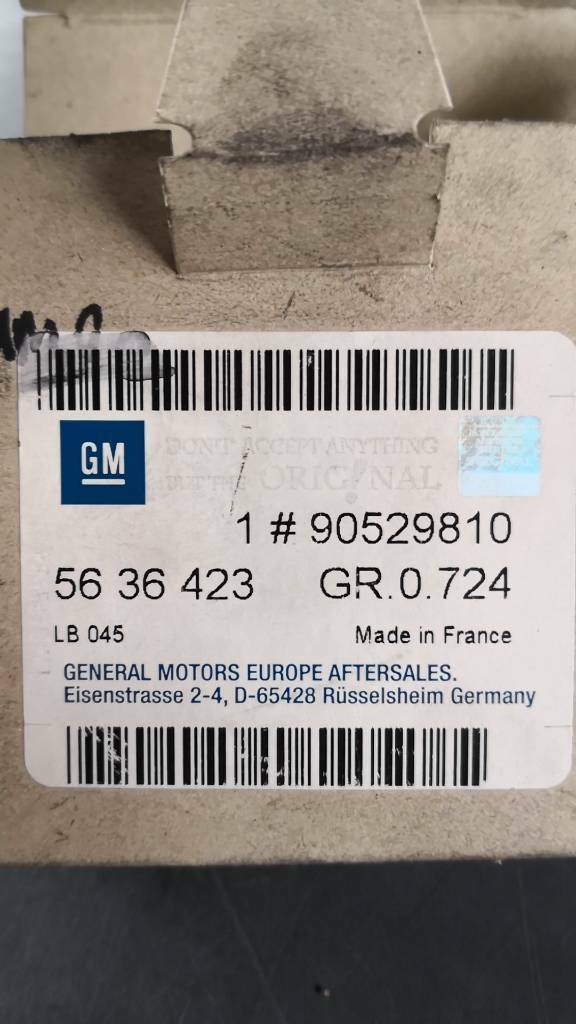 GM
DON'T ACCEPT ANYTHING
BUT THE ORIGINAL
1 # 90529810
56 36 423 GR.0.724
LB 045 Made in France
GENERAL MOTORS EUROPE AFTERSALES.
Eisenstrasse 2-4, D-65428 Rüsselsheim Germany